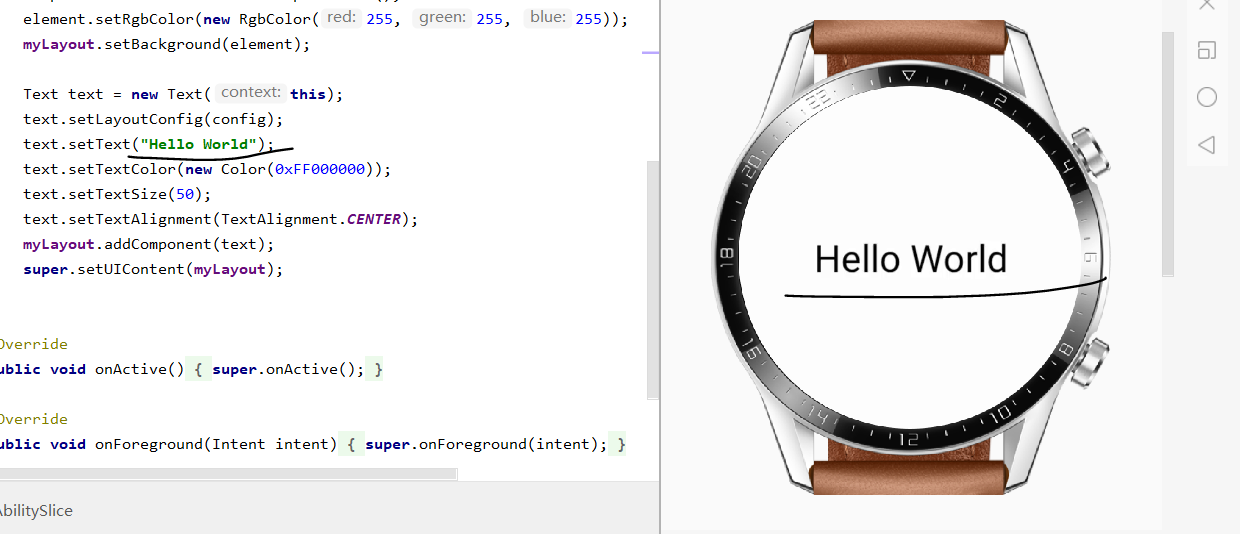 element.setRgbColor(new RgbColor( red: 255, green: 255, blue: 255));
myLayout.setBackground(element);
Text text = new Text( context: this);
text.setLayoutConfig(config);
text.setText("Hello World");
text.setTextColor(new Color(0xFF000000));
text.setTextSize(50);
text.setTextAlignment(TextAlignment.CENTER);
myLayout.addComponent(text);
super.setUIContent(myLayout);
Override
ublic void onActive() { super.onActive(); }
Override
ublic void onForeground(Intent intent) { super.onForeground(intent); }
AbilitySlice
22
2
20
4
18
6
Hello World
16
8
14
10
12